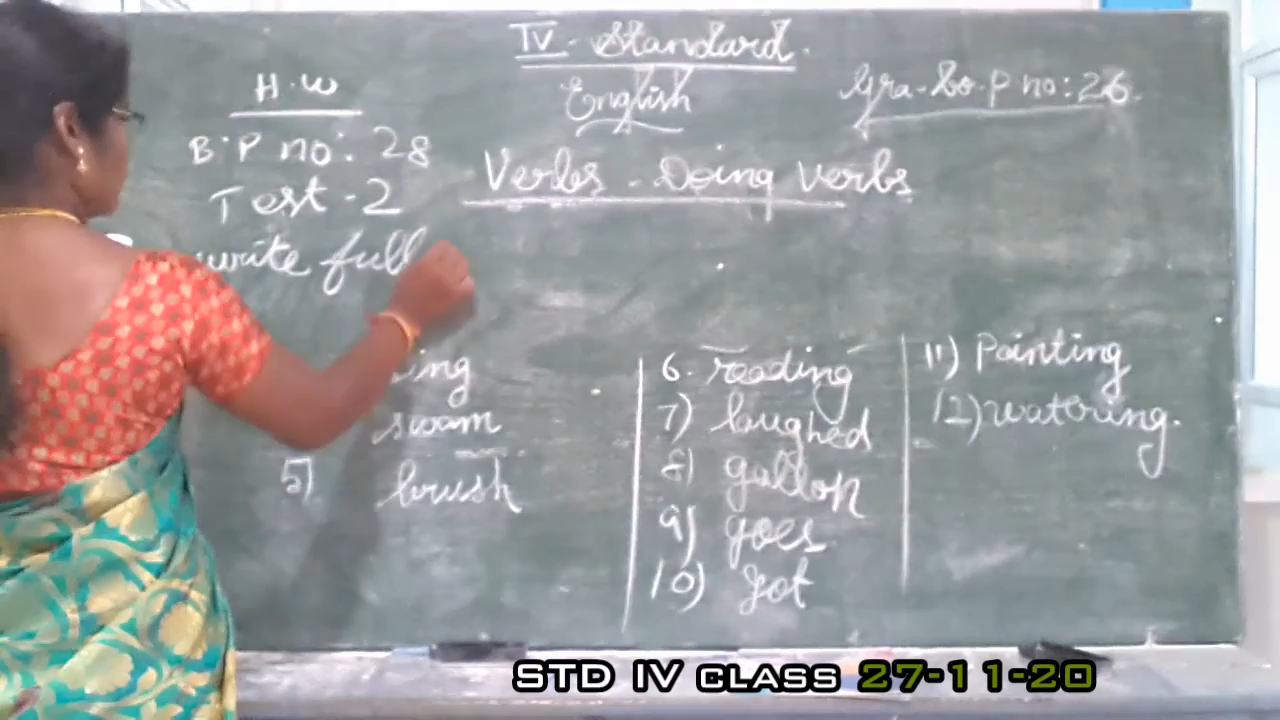 IV - Standard.
English
Gra - bo - P no: 26.
H.W
B.P no: 28
Test - 2
write full
Verbs - Doing verbs
swam
5) brush
6. reading
7) laughed
8) gallop
9) goes
10) got
11) Painting
12) watering.
STD IV CLASS 27-11-20